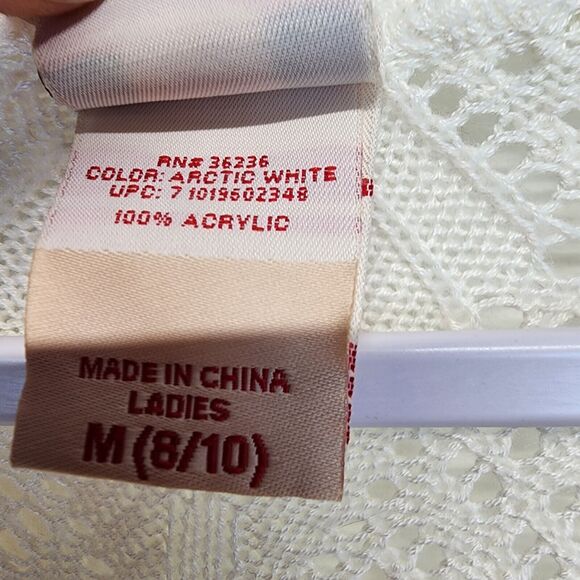 RN# 36236
COLOR: ARCTIC WHITE
UPC: 7 1019602348
100% ACRYLIC
MADE IN CHINA
LADIES
M (8/10)